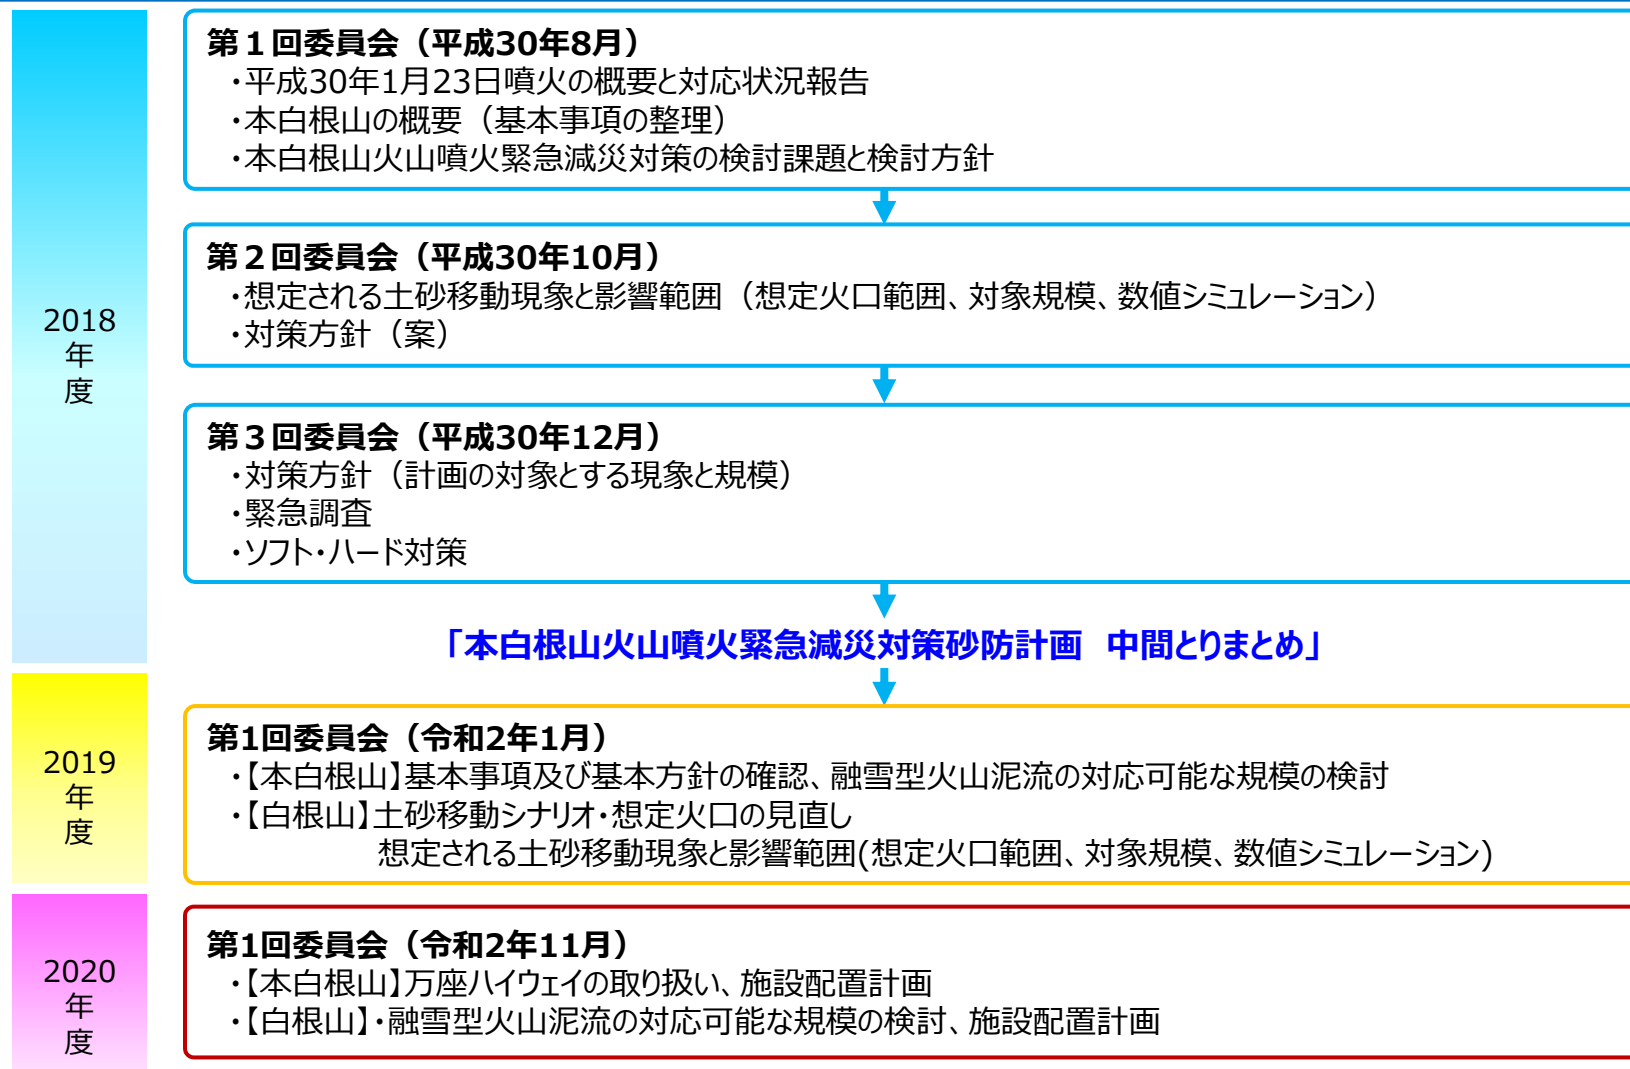 2018
年
度
第１回委員会（平成30年8月）
・平成30年1月23日噴火の概要と対応状況報告
・本白根山の概要（基本事項の整理）
・本白根山火山噴火緊急減災対策の検討課題と検討方針
第２回委員会（平成30年10月）
・想定される土砂移動現象と影響範囲（想定火口範囲、対象規模、数値シミュレーション）
・対策方針（案）
第３回委員会（平成30年12月）
・対策方針（計画の対象とする現象と規模）
・緊急調査
・ソフト・ハード対策
「本白根山火山噴火緊急減災対策砂防計画　中間とりまとめ」
2019
年
度
第1回委員会（令和2年1月）
・【本白根山】基本事項及び基本方針の確認、融雪型火山泥流の対応可能な規模の検討
・【白根山】土砂移動シナリオ・想定火口の見直し
想定される土砂移動現象と影響範囲(想定火口範囲、対象規模、数値シミュレーション)
2020
年
度
第1回委員会（令和2年11月）
・【本白根山】万座ハイウェイの取り扱い、施設配置計画
・【白根山】・融雪型火山泥流の対応可能な規模の検討、施設配置計画